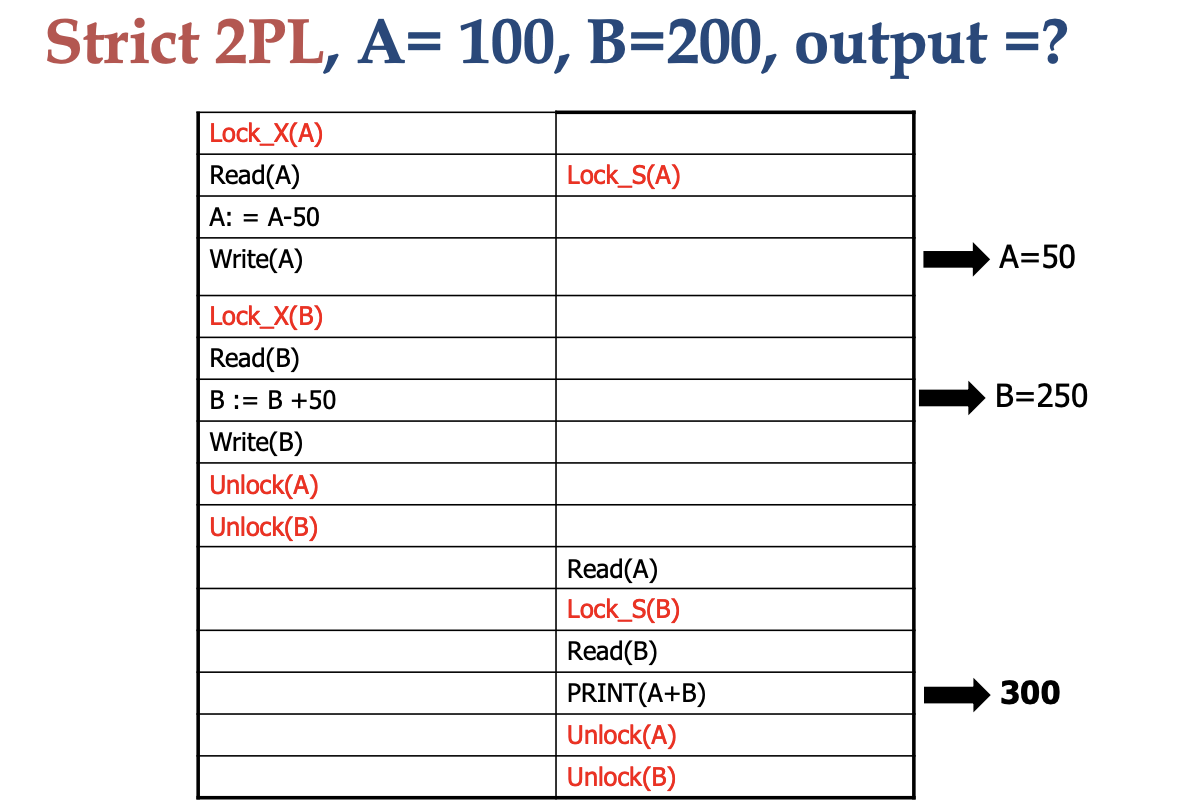 Strict 2PL, A= 100, B=200, output =?
Lock_X(A)
Read(A) Lock_S(A)
A: = A-50
Write(A) A=50
Lock_X(B)
Read(B)
B := B +50 B=250
Write(B)
Unlock(A)
Unlock(B)
Read(A)
Lock_S(B)
Read(B)
PRINT(A+B) 300
Unlock(A)
Unlock(B)